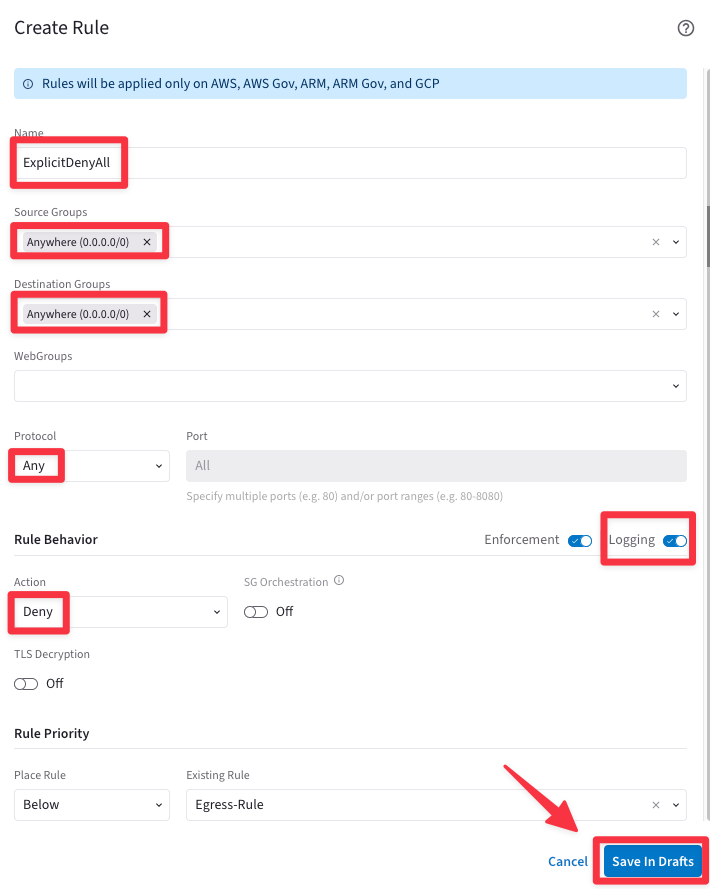 Create Rule
Rules will be applied only on AWS, AWS Gov, ARM, ARM Gov, and GCP
Name
ExplicitDenyAll
Source Groups
Anywhere (0.0.0.0/0)
Destination Groups
Anywhere (0.0.0.0/0)
WebGroups
Protocol Port
Any All
Specify multiple ports (e.g. 80) and/or port ranges (e.g. 80-8080)
Rule Behavior Enforcement Logging
Action SG Orchestration
Deny Off
TLS Decryption
Off
Rule Priority
Place Rule Existing Rule
Below Egress-Rule
Cancel Save In Drafts